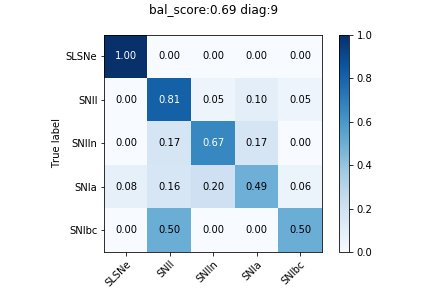 bal_score:0.69 diag:9
True label
SLSNe 1.00 0.00 0.00 0.00 0.00
SNII 0.00 0.81 0.05 0.10 0.05
SNIIn 0.00 0.17 0.67 0.17 0.00
SNIa 0.08 0.16 0.20 0.49 0.06
SNIbc 0.00 0.50 0.00 0.00 0.50
SLSNe SNII SNIIn SNIa SNIbc
1.0
0.8
0.6
0.4
0.2
0.0